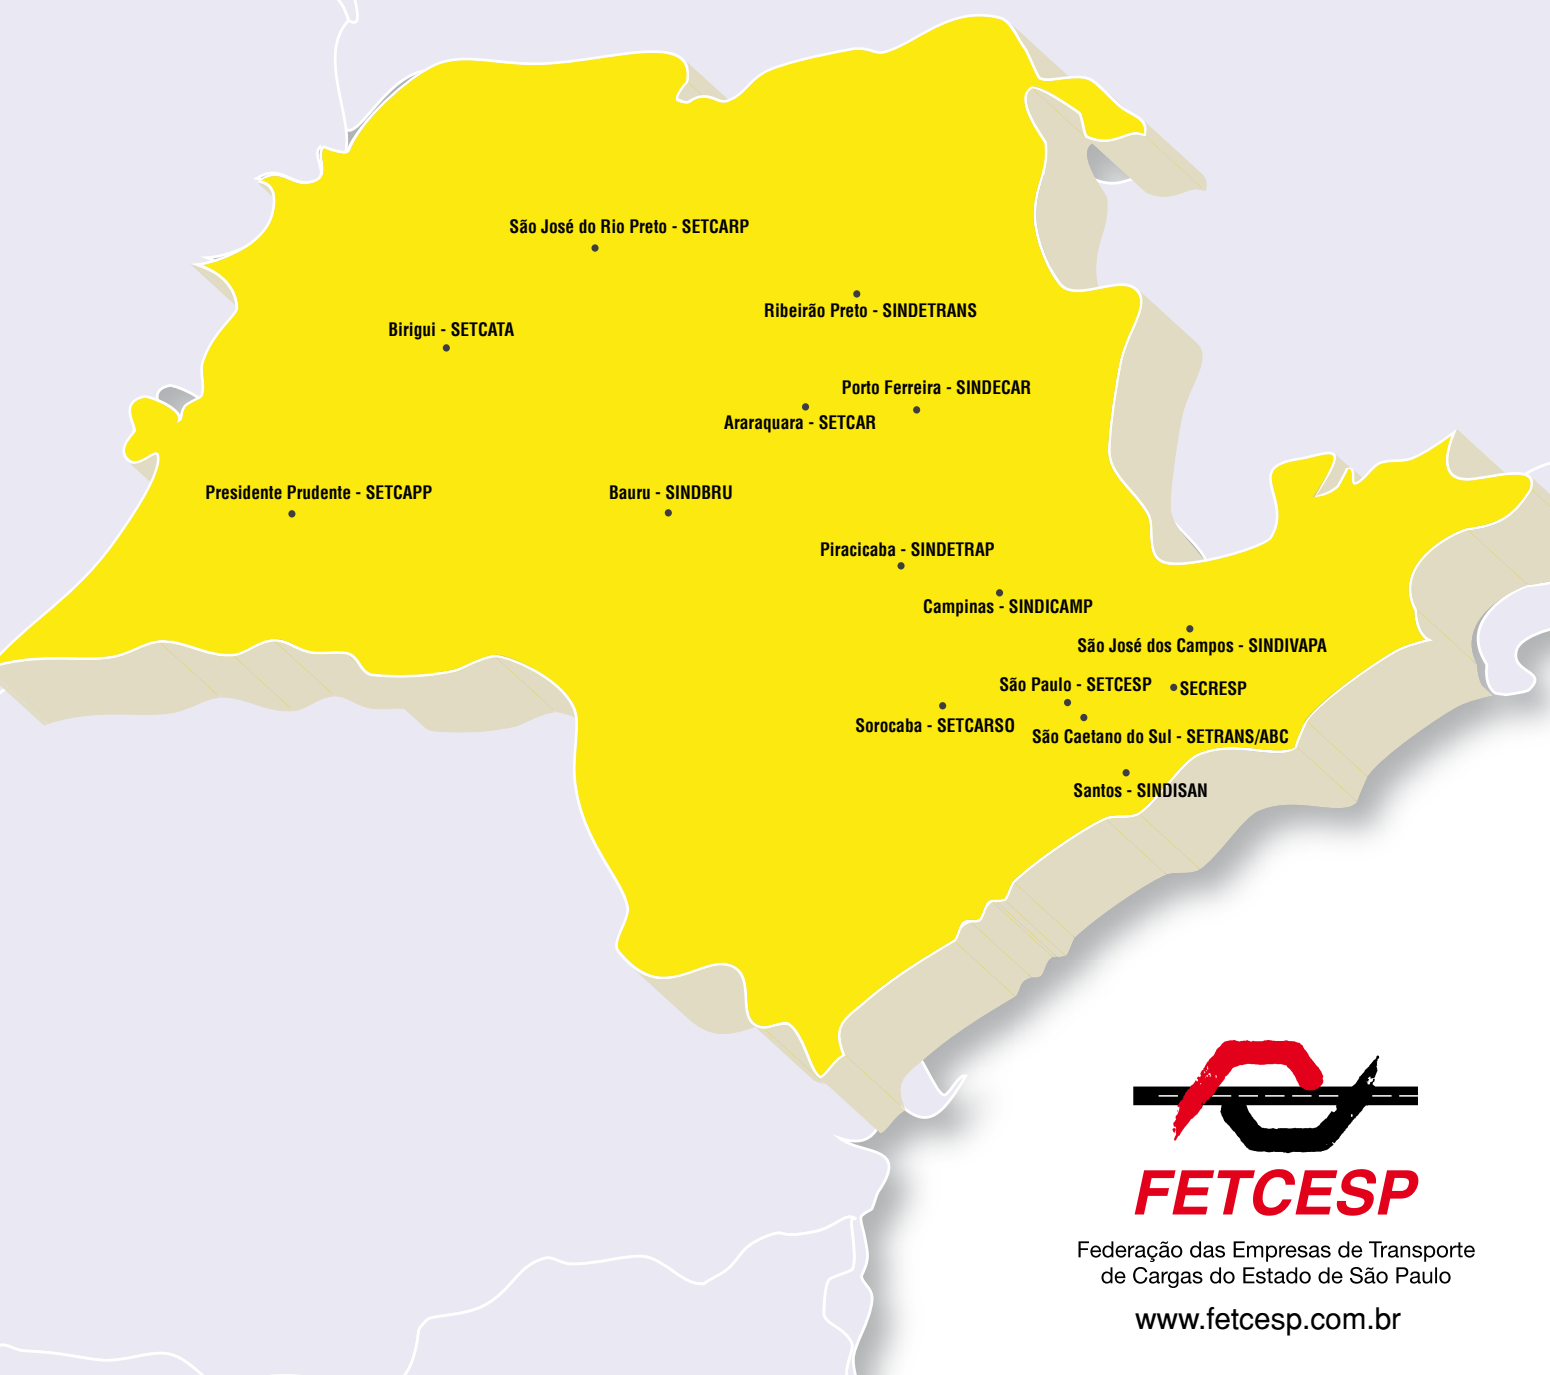 São José do Rio Preto - SETCARP
Ribeirão Preto - SINDETRANS
Birigui - SETCATA
Porto Ferreira - SINDECAR
Araraquara - SETCAR
Presidente Prudente - SETCAPP
Bauru - SINDBRU
Piracicaba - SINDETRAP
Campinas - SINDICAMP
São José dos Campos - SINDIVAPA
São Paulo - SETCESP
SECRESP
Sorocaba - SETCARSO
São Caetano do Sul - SETRANS/ABC
Santos - SINDISAN
FETCESP
Federação das Empresas de Transporte
de Cargas do Estado de São Paulo
www.fetcesp.com.br